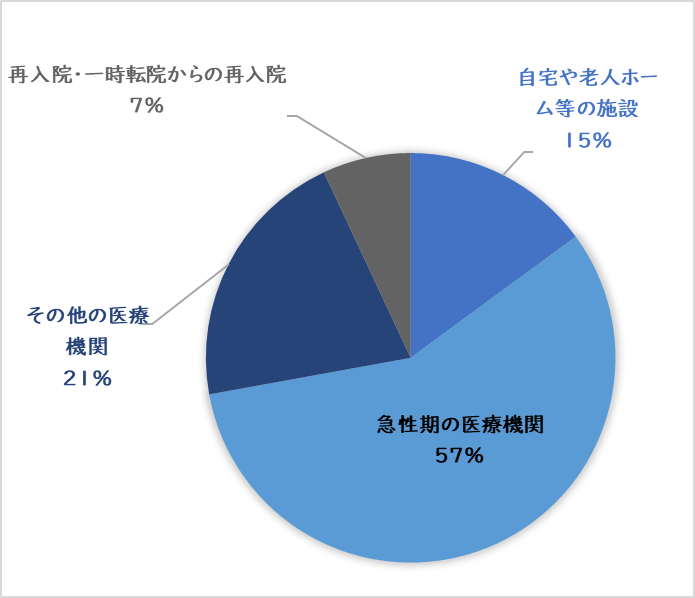 再入院・一時転院からの再入院
7%
自宅や老人ホー
ム等の施設
15%
その他の医療
機関
21%
急性期の医療機関
57%